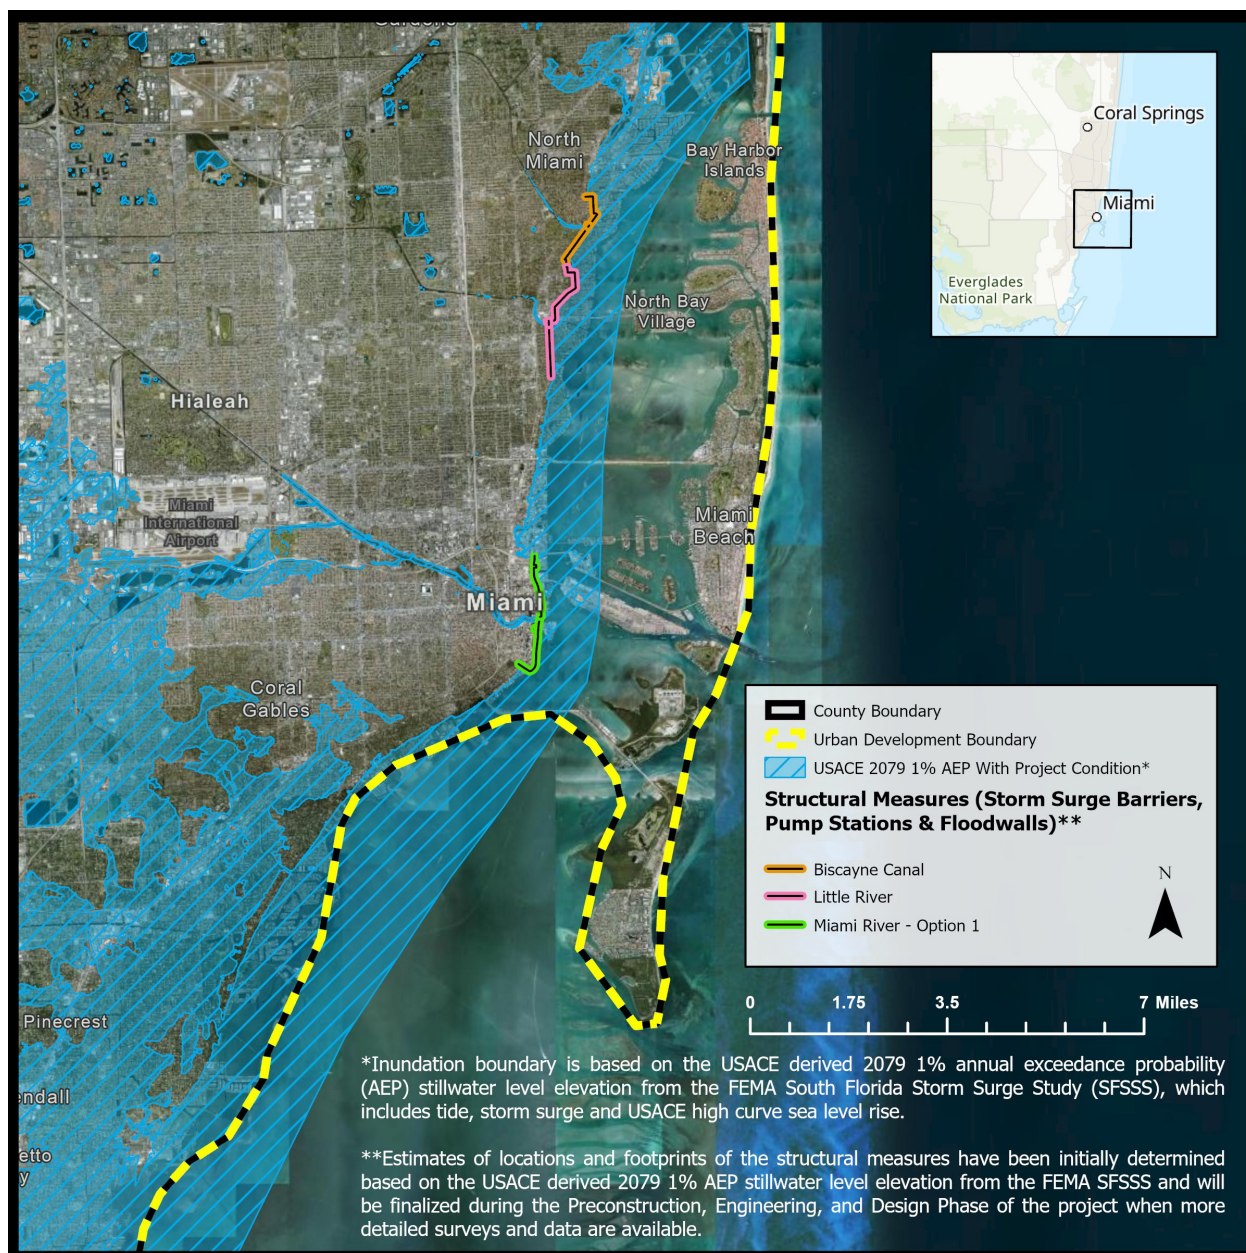 North
Miami
Bay Harbor
Islands
North Bay
Village
Hialeah
Miami
International
Airport
Miami
Beach
Miami
Coral
Gables
Pinecrest
endall
etto
y
Coral Springs
Miami
Everglades
National Park
County Boundary
Urban Development Boundary
USACE 2079 1% AEP With Project Condition*
Structural Measures (Storm Surge Barriers,
Pump Stations & Floodwalls)**
Biscayne Canal
Little River
Miami River - Option 1
N
0 1.75 3.5 7 Miles
*Inundation boundary is based on the USACE derived 2079 1% annual exceedance probability
(AEP) stillwater level elevation from the FEMA South Florida Storm Surge Study (SFSSS), which
includes tide, storm surge and USACE high curve sea level rise.
**Estimates of locations and footprints of the structural measures have been initially determined
based on the USACE derived 2079 1% AEP stillwater level elevation from the FEMA SFSSS and will
be finalized during the Preconstruction, Engineering, and Design Phase of the project when more
detailed surveys and data are available.